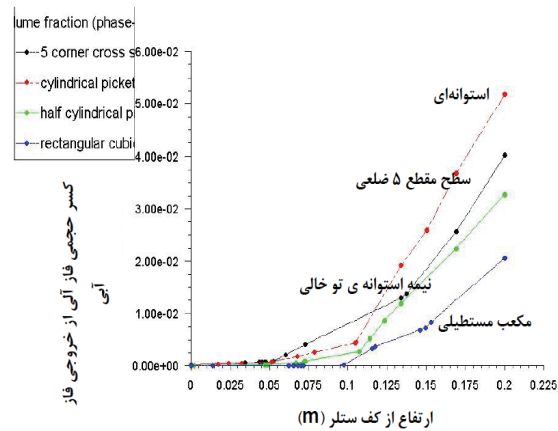 lume fraction (phase-
5 corner cross s
cylindrical picket
half cylindrical p
rectangular cubi
6.00e-02
5.00e-02
4.00e-02
3.00e-02
2.00e-02
1.00e-02
0.00e+00
استوانه‌ای
سطح مقطع ۵ ضلعی
نیمه استوانه ی تو خالی
مکعب مستطیلی
کسر حجمی فاز آلی از خروجی فاز
آبی
0 0.025 0.05 0.075 0.1 0.125 0.15 0.175 0.2
ارتفاع از کف ستلر (m)